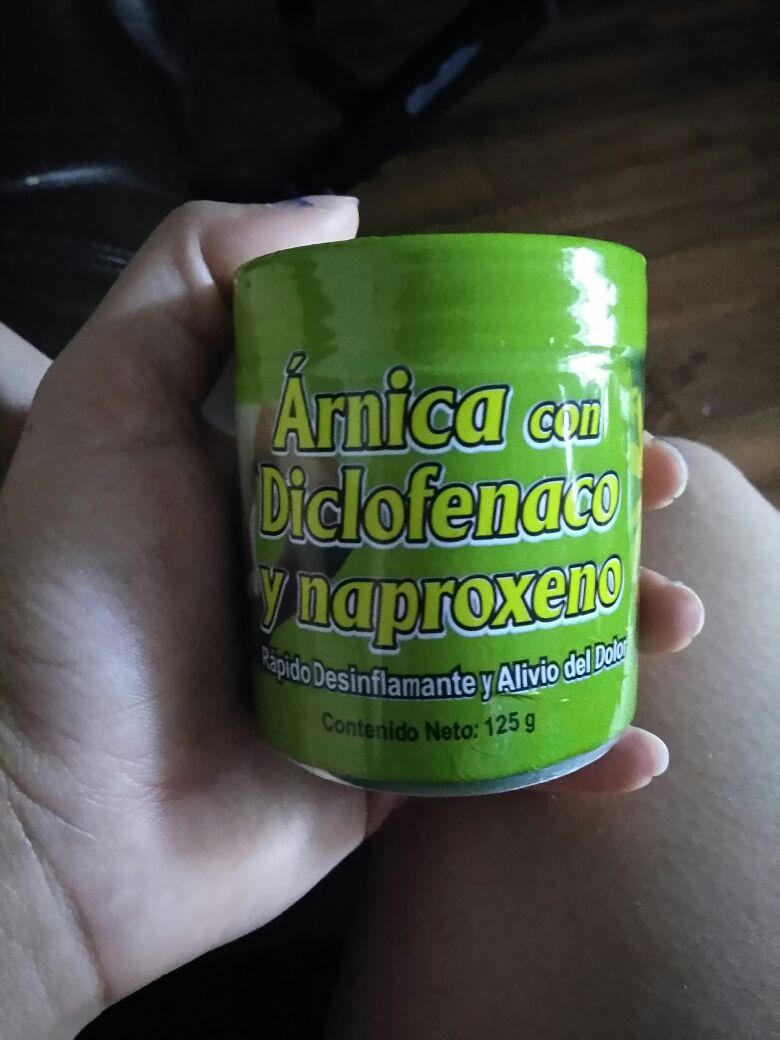 Árnica con
Diclofenaco
y naproxeno
Rápido Desinflamante y Alivio del Dolor
Contenido Neto: 125 g